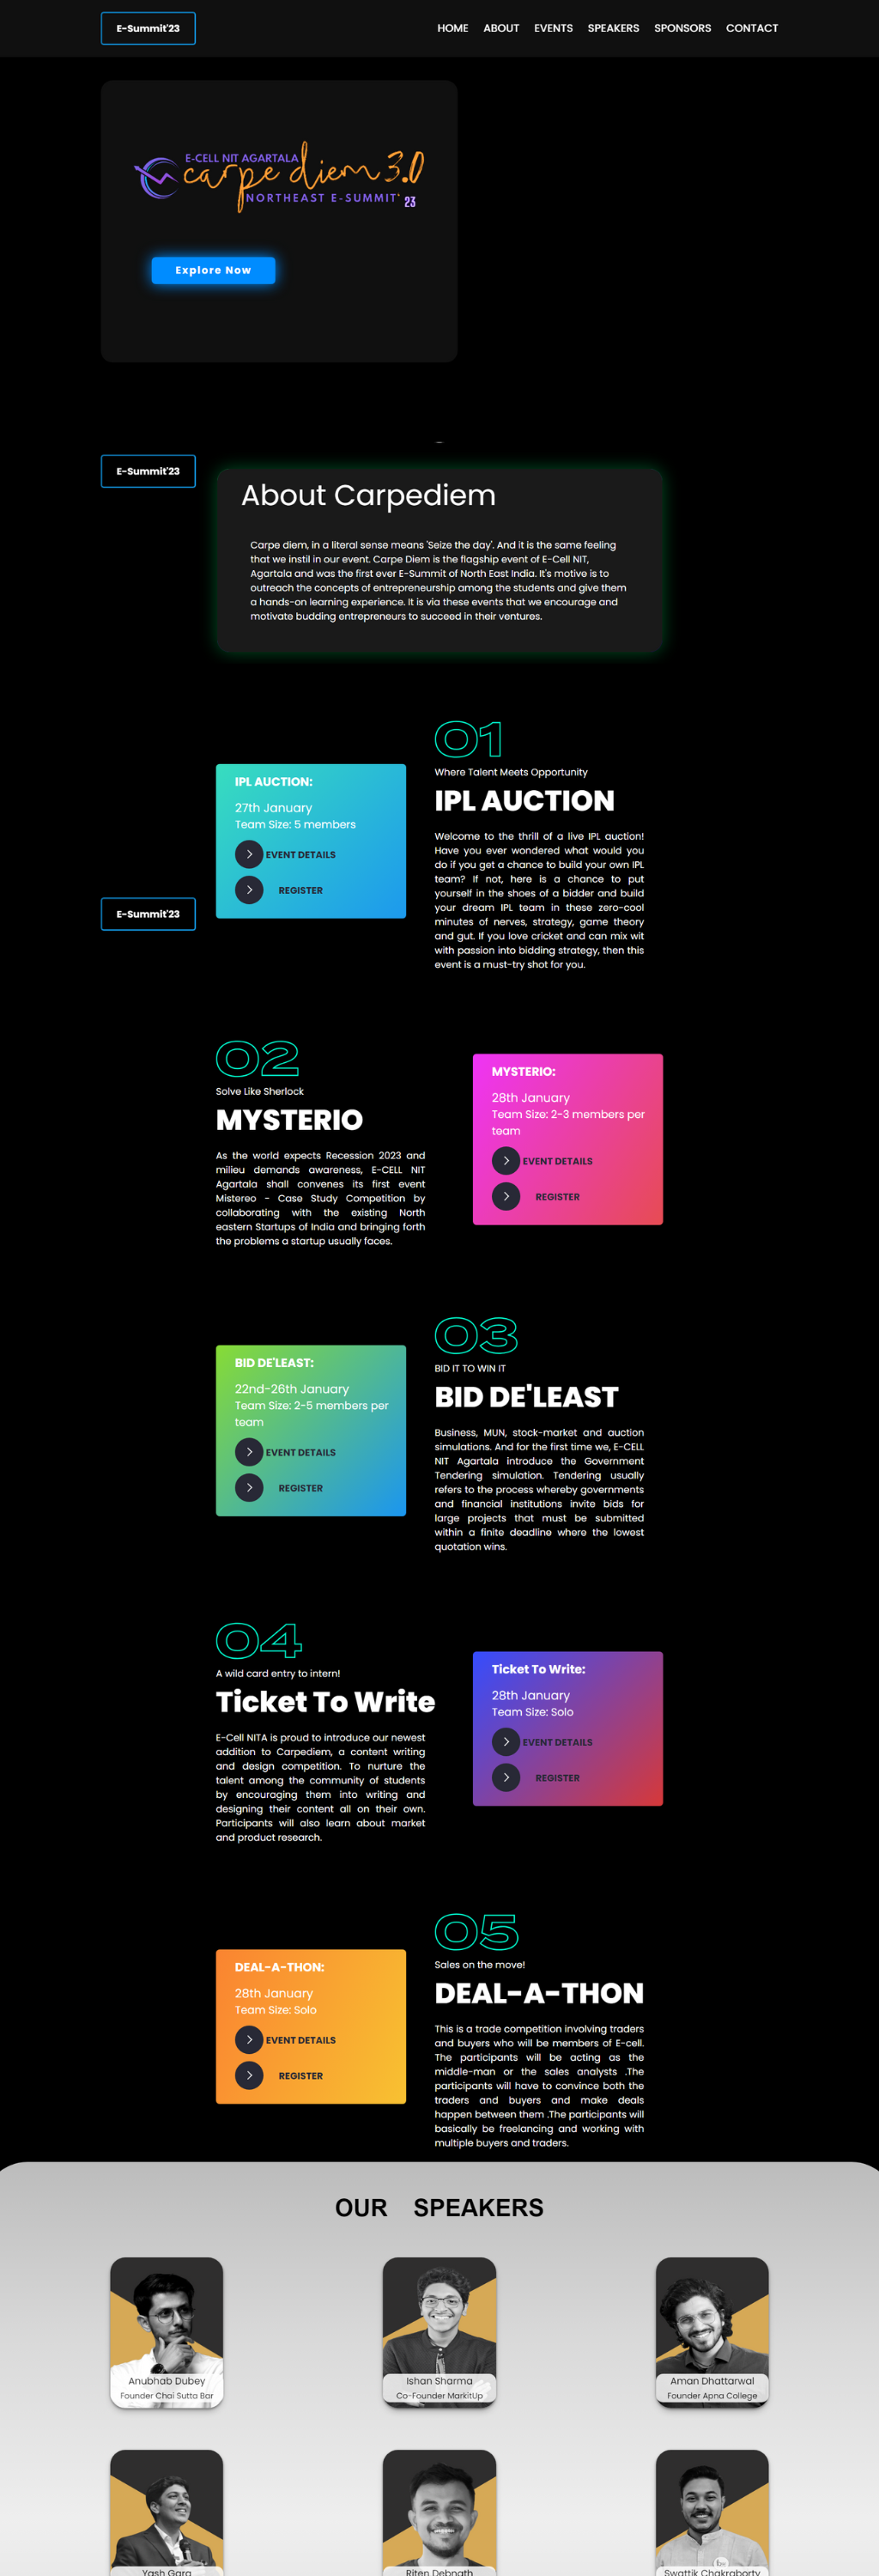 E-Summit'23
HOME ABOUT EVENTS SPEAKERS SPONSORS CONTACT
E-CELL NIT AGARTALA
carpe diem 3.0
NORTHEAST E-SUMMIT' 23
Explore Now
E-Summit'23
About Carpediem
Carpe diem, in a literal sense means 'Seize the day'. And it is the same feeling
that we instil in our event. Carpe Diem is the flagship event of E-Cell NIT,
Agartala and was the first ever E-Summit of North East India. It's motive is to
outreach the concepts of entrepreneurship among the students and give them
a hands-on learning experience. It is via these events that we encourage and
motivate budding entrepreneurs to succeed in their ventures.
IPL AUCTION:
27th January
Team Size: 5 members
EVENT DETAILS
REGISTER
01
Where Talent Meets Opportunity
IPL AUCTION
Welcome to the thrill of a live IPL auction!
Have you ever wondered what would you
do if you get a chance to build your own IPL
team? If not, here is a chance to put
yourself in the shoes of a bidder and build
your dream IPL team in these zero-cool
minutes of nerves, strategy, game theory
and gut. If you love cricket and can mix wit
with passion into bidding strategy, then this
event is a must-try shot for you.
E-Summit'23
02
Solve Like Sherlock
MYSTERIO
As the world expects Recession 2023 and
milieu demands awareness, E-CELL NIT
Agartala shall convenes its first event
Mistereo - Case Study Competition by
collaborating with the existing North
eastern Startups of India and bringing forth
the problems a startup usually faces.
MYSTERIO:
28th January
Team Size: 2-3 members per
team
EVENT DETAILS
REGISTER
BID DE'LEAST:
22nd-26th January
Team Size: 2-5 members per
team
EVENT DETAILS
REGISTER
03
BID IT TO WIN IT
BID DE'LEAST
Business, MUN, stock-market and auction
simulations. And for the first time we, E-CELL
NIT Agartala introduce the Government
Tendering simulation. Tendering usually
refers to the process whereby governments
and financial institutions invite bids for
large projects that must be submitted
within a finite deadline where the lowest
quotation wins.
04
A wild card entry to intern!
Ticket To Write
E-Cell NITA is proud to introduce our newest
addition to Carpediem, a content writing
and design competition. To nurture the
talent among the community of students
by encouraging them into writing and
designing their content all on their own.
Participants will also learn about market
and product research.
Ticket To Write:
28th January
Team Size: Solo
EVENT DETAILS
REGISTER
DEAL-A-THON:
28th January
Team Size: Solo
EVENT DETAILS
REGISTER
05
Sales on the move!
DEAL-A-THON
This is a trade competition involving traders
and buyers who will be members of E-cell.
The participants will be acting as the
middle-man or the sales analysts .The
participants will have to convince both the
traders and buyers and make deals
happen between them .The participants will
basically be freelancing and working with
multiple buyers and traders.
OUR SPEAKERS
Anubhab Dubey
Founder Chai Sutta Bar
Ishan Sharma
Co-Founder MarkitUp
Aman Dhattarwal
Founder Apna College
Yash Garg
Riten Debnath
Swattik Chakraborty